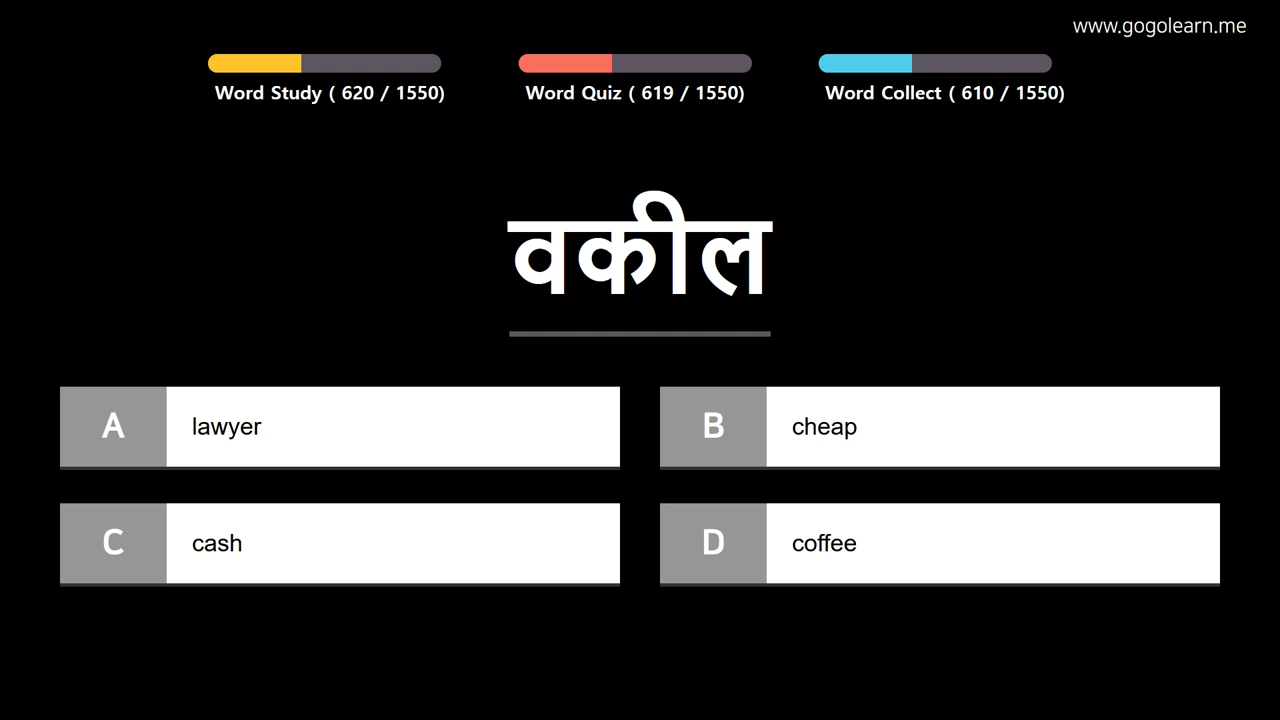 www.gogolearn.me
Word Study ( 620 / 1550)
Word Quiz ( 619 / 1550)
Word Collect ( 610 / 1550)
वकील
A lawyer
B cheap
C cash
D coffee